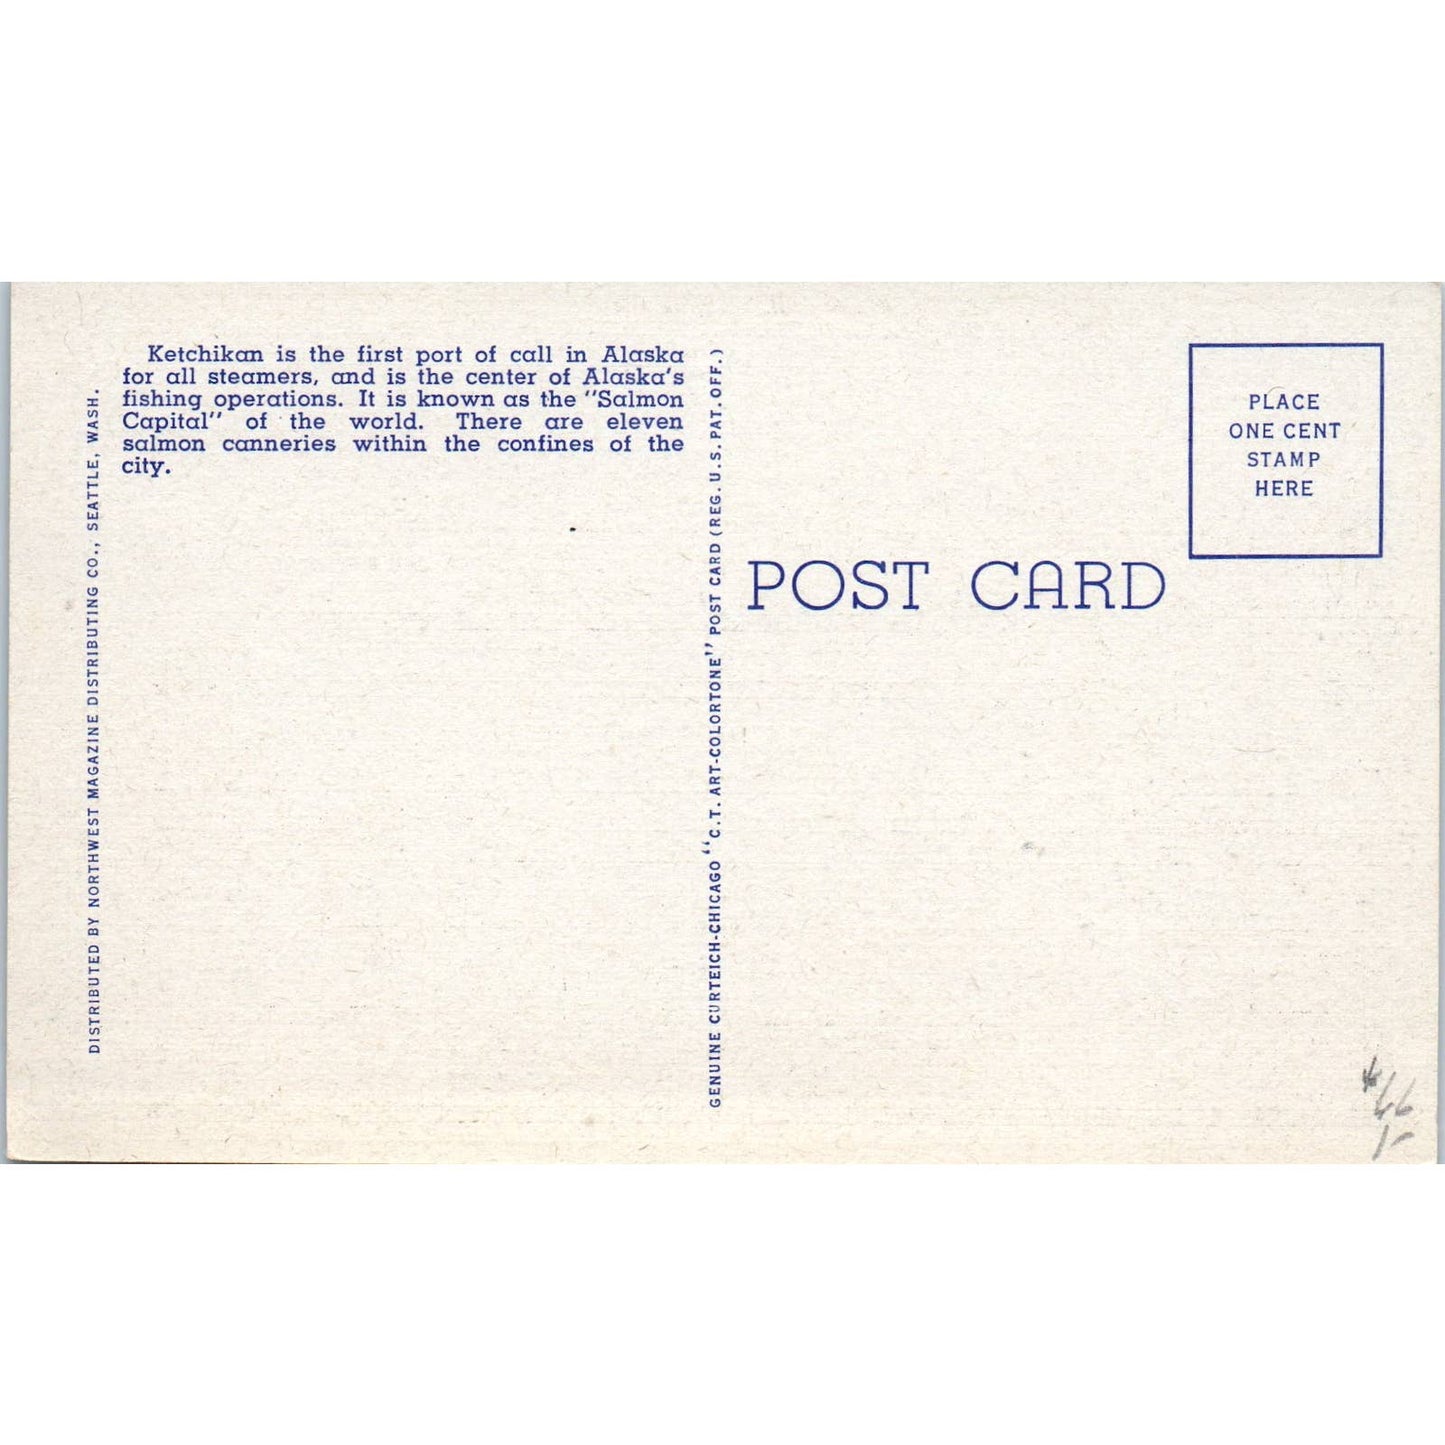 Ketchikan is the first port of call in Alaska
for all steamers, and is the center of Alaska's
fishing operations. It is known as the "Salmon
Capital" of the world. There are eleven
salmon canneries within the confines of the
city.
DISTRIBUTED BY NORTHWEST MAGAZINE DISTRIBUTING CO., SEATTLE, WASH.
GENUINE CURTEICH-CHICAGO "C.T. ART-COLORTONE" POST CARD (REG. U.S. PAT. OFF.)
PLACE
ONE CENT
STAMP
HERE
POST CARD